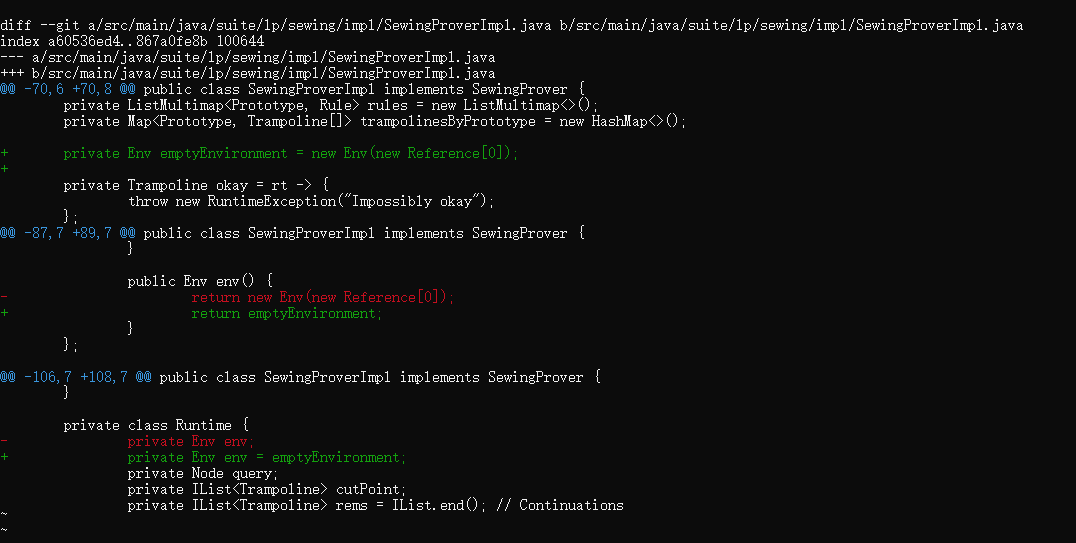 diff --git a/src/main/java/suite/lp/sewing/impl/SewingProverImpl.java b/src/main/java/suite/lp/sewing/impl/SewingProverImpl.java
index a60536ed4..867a0fe8b 100644
--- a/src/main/java/suite/lp/sewing/impl/SewingProverImpl.java
+++ b/src/main/java/suite/lp/sewing/impl/SewingProverImpl.java
@@ -70,6 +70,8 @@ public class SewingProverImpl implements SewingProver {
        private ListMultimap<Prototype, Rule> rules = new ListMultimap<>();
        private Map<Prototype, Trampoline[]> trampolinesByPrototype = new HashMap<>();

+       private Env emptyEnvironment = new Env(new Reference[0]);
+
        private Trampoline okay = rt -> {
                throw new RuntimeException("Impossibly okay");
        };
@@ -87,7 +89,7 @@ public class SewingProverImpl implements SewingProver {
                }

                public Env env() {
-                       return new Env(new Reference[0]);
+                       return emptyEnvironment;
                }
        };

@@ -106,7 +108,7 @@ public class SewingProverImpl implements SewingProver {
        }

        private class Runtime {
-               private Env env;
+               private Env env = emptyEnvironment;
                private Node query;
                private IList<Trampoline> cutPoint;
                private IList<Trampoline> rems = IList.end(); // Continuations
~
~